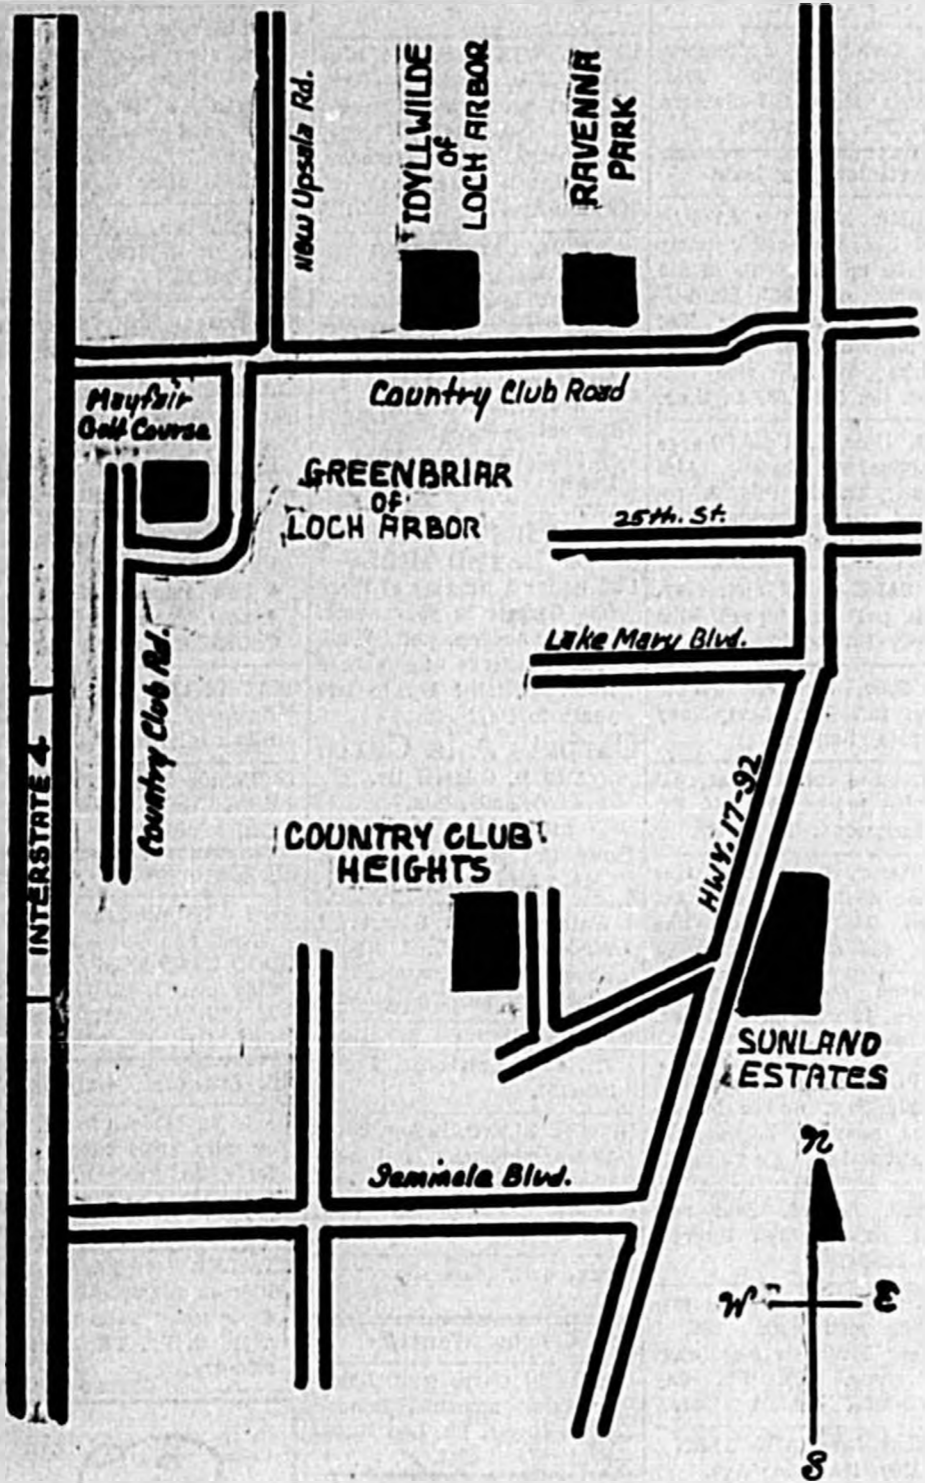 IDYLLWILDE
of
LOCH ARBOR
RAVENNA
PARK
New Upsala Rd.
Country Club Road
Mayfair
Golf Course
GREENBRIAR
OF
LOCH ARBOR
25th. St.
Lake Mary Blvd.
Country Club Rd.
INTERSTATE 4
HWY. 17-92
COUNTRY CLUB
HEIGHTS
SUNLAND
ESTATES
Seminole Blvd.
N
W
E
S